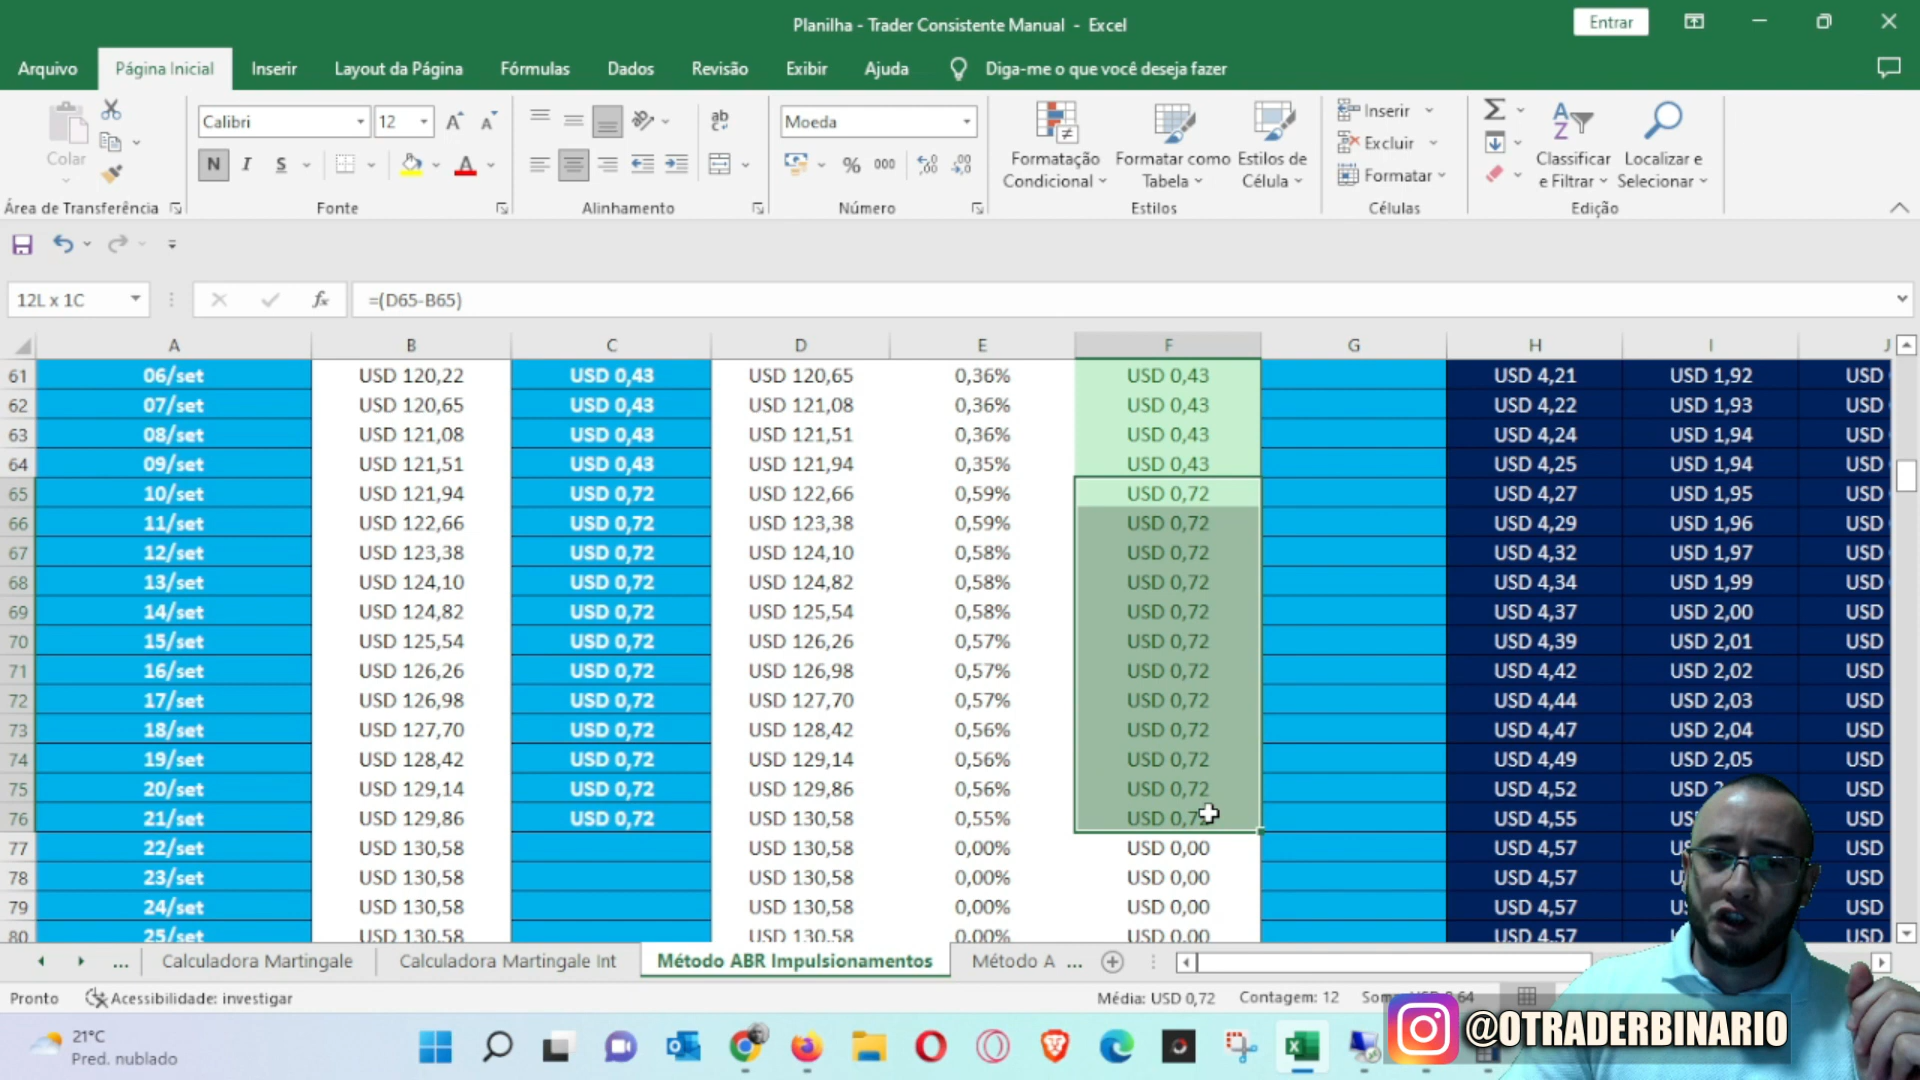 Planilha - Trader Consistente Manual - Excel
Entrar
Arquivo Página Inicial Inserir Layout da Página Fórmulas Dados Revisão Exibir Ajuda Diga-me o que você deseja fazer
Colar
Calibri 12
N I S
ab
Moeda
% 000
Formatação Condicional
Formatar como Tabela
Estilos de Célula
Inserir
Excluir
Formatar
Classificar e Filtrar
Localizar e Selecionar
Área de Transferência Fonte Alinhamento Número Estilos Células Edição
12L x 1C fx =(D65-B65)
A B C D E F G H I J
61 06/set USD 120,22 USD 0,43 USD 120,65 0,36% USD 0,43 USD 4,21 USD 1,92 USD
62 07/set USD 120,65 USD 0,43 USD 121,08 0,36% USD 0,43 USD 4,22 USD 1,93 USD
63 08/set USD 121,08 USD 0,43 USD 121,51 0,36% USD 0,43 USD 4,24 USD 1,94 USD
64 09/set USD 121,51 USD 0,43 USD 121,94 0,35% USD 0,43 USD 4,25 USD 1,94 USD
65 10/set USD 121,94 USD 0,72 USD 122,66 0,59% USD 0,72 USD 4,27 USD 1,95 USD
66 11/set USD 122,66 USD 0,72 USD 123,38 0,59% USD 0,72 USD 4,29 USD 1,96 USD
67 12/set USD 123,38 USD 0,72 USD 124,10 0,58% USD 0,72 USD 4,32 USD 1,97 USD
68 13/set USD 124,10 USD 0,72 USD 124,82 0,58% USD 0,72 USD 4,34 USD 1,99 USD
69 14/set USD 124,82 USD 0,72 USD 125,54 0,58% USD 0,72 USD 4,37 USD 2,00 USD
70 15/set USD 125,54 USD 0,72 USD 126,26 0,57% USD 0,72 USD 4,39 USD 2,01 USD
71 16/set USD 126,26 USD 0,72 USD 126,98 0,57% USD 0,72 USD 4,42 USD 2,02 USD
72 17/set USD 126,98 USD 0,72 USD 127,70 0,57% USD 0,72 USD 4,44 USD 2,03 USD
73 18/set USD 127,70 USD 0,72 USD 128,42 0,56% USD 0,72 USD 4,47 USD 2,04 USD
74 19/set USD 128,42 USD 0,72 USD 129,14 0,56% USD 0,72 USD 4,49 USD 2,05 USD
75 20/set USD 129,14 USD 0,72 USD 129,86 0,56% USD 0,72 USD 4,52 USD USD
76 21/set USD 129,86 USD 0,72 USD 130,58 0,55% USD USD 4,55 USD USD
77 22/set USD 130,58 USD 130,58 0,00% USD 0,00 USD 4,57 USD
78 23/set USD 130,58 USD 130,58 0,00% USD 0,00 USD 4,57 USD
79 24/set USD 130,58 USD 130,58 0,00% USD 0,00 USD 4,57 USD
80 25/set USD 130,58 USD 130,58 0,00% USD 0,00 USD 4,57 USD
... Calculadora Martingale Calculadora Martingale Int Método ABR Impulsionamentos Método A ...
Pronto Acessibilidade: investigar Média: USD 0,72 Contagem: 12
21°C
Pred. nublado
@OTRADERBINARIO